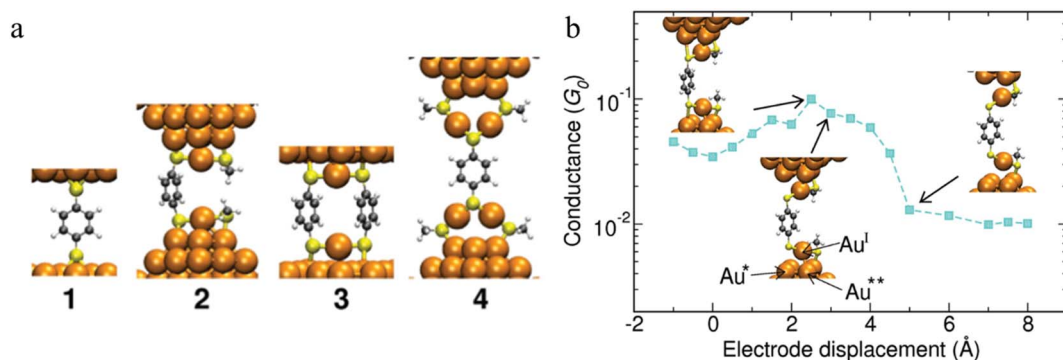 a
1
2
3
4
b
Conductance (G₀)
10⁻¹
10⁻²
Au^I
Au^*
Au^**
-2
0
2
4
6
8
Electrode displacement (Å)